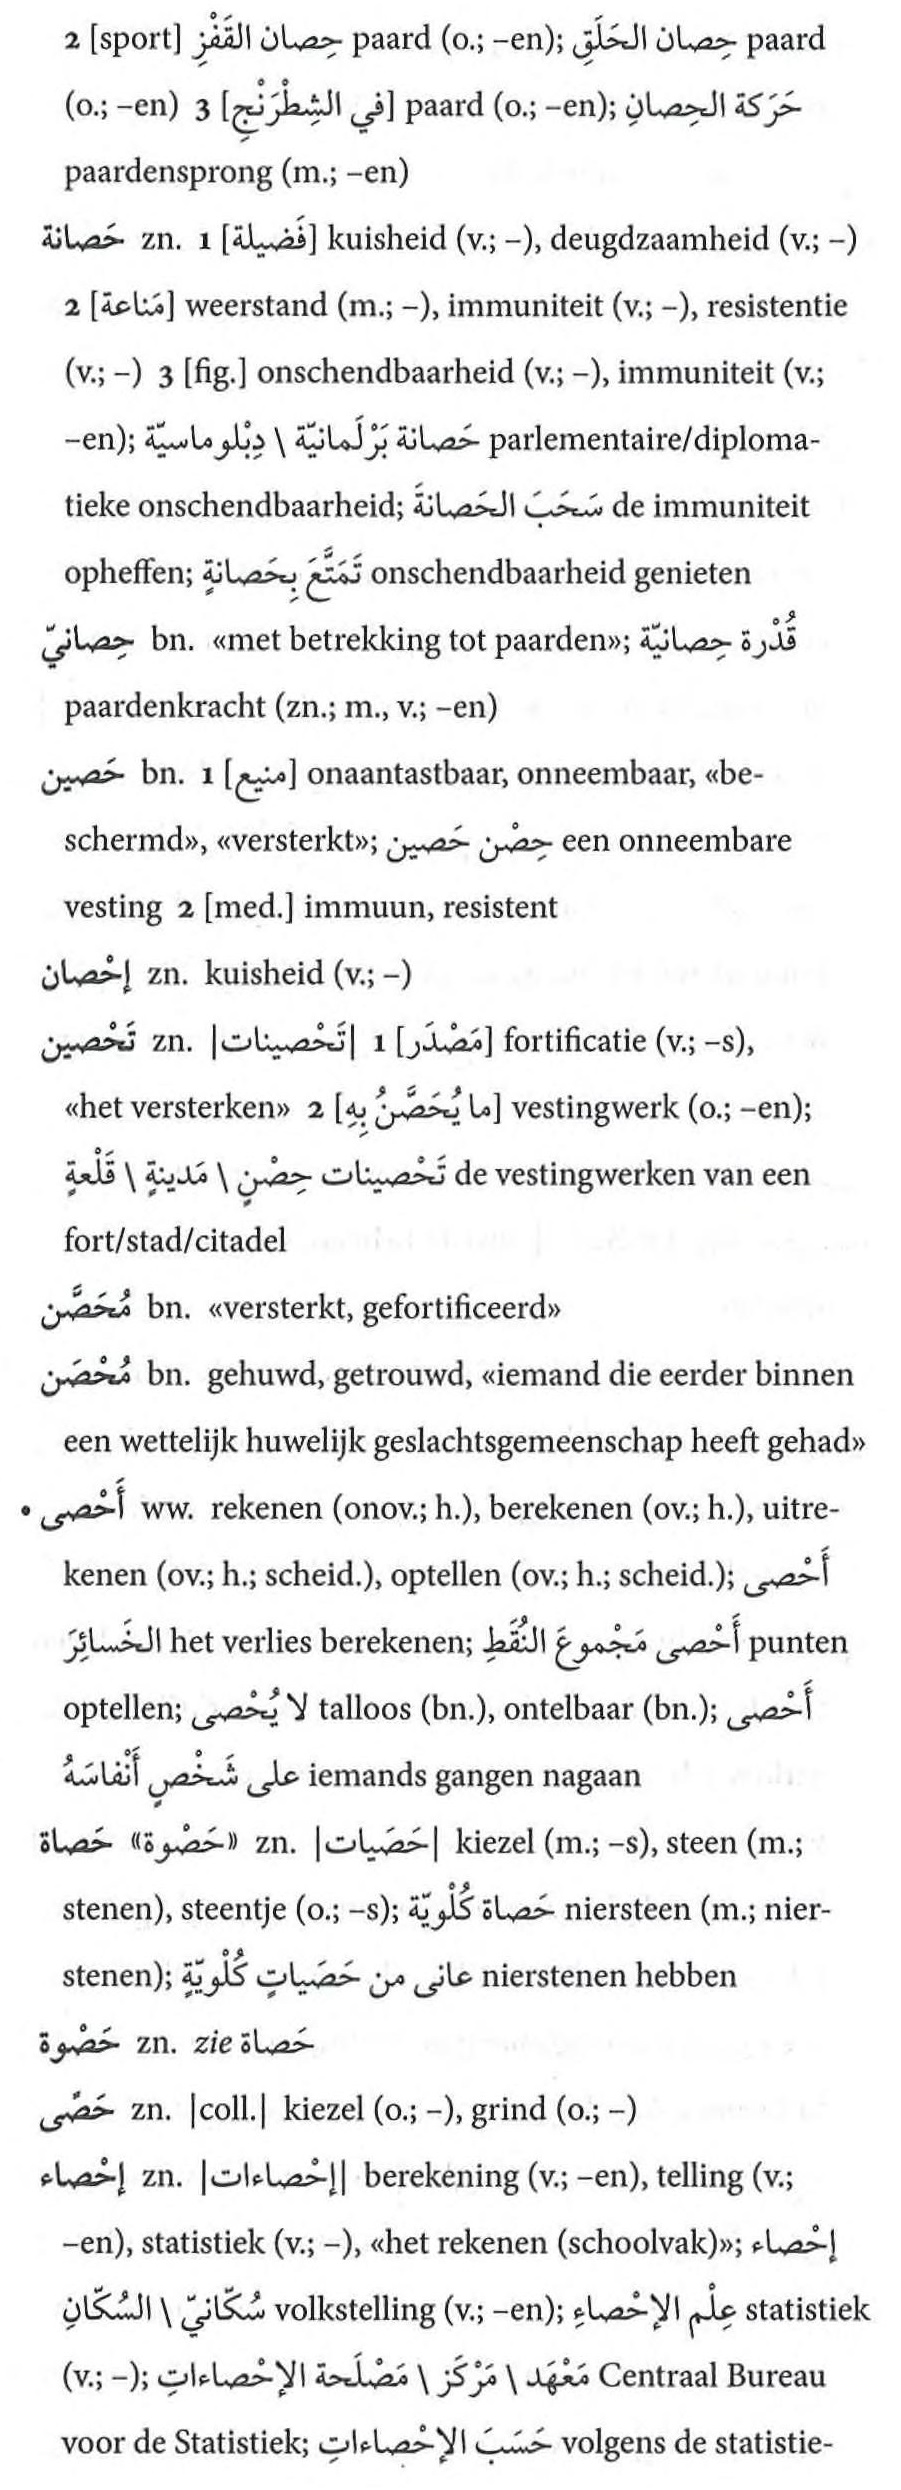 2 [sport] حِصان القَفْزِ paard (o.; –en); حِصان الحَلَقِ paard
(o.; –en) 3 [في الشِطْرَنْجِ] paard (o.; –en); حَرَكة الحِصانِ
paardensprong (m.; –en)
حَصانة zn. 1 [فَضيلة] kuisheid (v.; –), deugdzaamheid (v.; –)
2 [مَناعة] weerstand (m.; –), immuniteit (v.; –), resistentie
(v.; –) 3 [fig.] onschendbaarheid (v.; –), immuniteit (v.;
–en); حَصانة بَرْلَمانيّة \ دِبْلوماسيّة parlementaire/diploma-
tieke onschendbaarheid; سَحَبَ الحَصانةَ de immuniteit
opheffen; تَمَتَّعَ بِحَصانةٍ onschendbaarheid genieten
حِصانيّ bn. «met betrekking tot paarden»; قُدْرة حِصانيّة
paardenkracht (zn.; m., v.; –en)
حَصين bn. 1 [منيع] onaantastbaar, onneembaar, «be-
schermd», «versterkt»; حِصْن حَصين een onneembare
vesting 2 [med.] immuun, resistent
إحْصان zn. kuisheid (v.; –)
تَحْصين zn. |تَحْصينات| 1 [مَصْدَر] fortificatie (v.; –s),
«het versterken» 2 [ما يُحَصَّنُ بِهِ] vestingwerk (o.; –en);
تَحْصينات حِصْنٍ \ مَدينةٍ \ قَلْعةٍ de vestingwerken van een
fort/stad/citadel
مُحَصَّن bn. «versterkt, gefortificeerd»
مُحْصَن bn. gehuwd, getrouwd, «iemand die eerder binnen
een wettelijk huwelijk geslachtsgemeenschap heeft gehad»
• أَحْصى ww. rekenen (onov.; h.), berekenen (ov.; h.), uitre-
kenen (ov.; h.; scheid.), optellen (ov.; h.; scheid.); أَحْصى
الخَسائِرَ het verlies berekenen; أَحْصى مَجْموعَ النُقَطِ punten
optellen; لا يُحْصى talloos (bn.), ontelbaar (bn.); أَحْصى
على شَخْصٍ أَنْفاسَهُ iemands gangen nagaan
حَصاة «حَصْوة» zn. |حَصَيات| kiezel (m.; –s), steen (m.;
stenen), steentje (o.; –s); حَصاة كُلْويّة niersteen (m.; nier-
stenen); عانى من حَصَياتٍ كُلْويّةٍ nierstenen hebben
حَصْوة zn. zie حَصاة
حَصًى zn. |coll.| kiezel (o.; –), grind (o.; –)
إحْصاء zn. |إحْصاءات| berekening (v.; –en), telling (v.;
–en), statistiek (v.; –), «het rekenen (schoolvak)»; إحْصاء
سُكّانيّ \ السُكّانِ volkstelling (v.; –en); عِلْم الإحْصاءِ statistiek
(v.; –); مَعْهَد \ مَرْكَز \ مَصْلَحة الإحْصاءاتِ Centraal Bureau
voor de Statistiek; حَسَبَ الإحْصاءاتِ volgens de statistie-